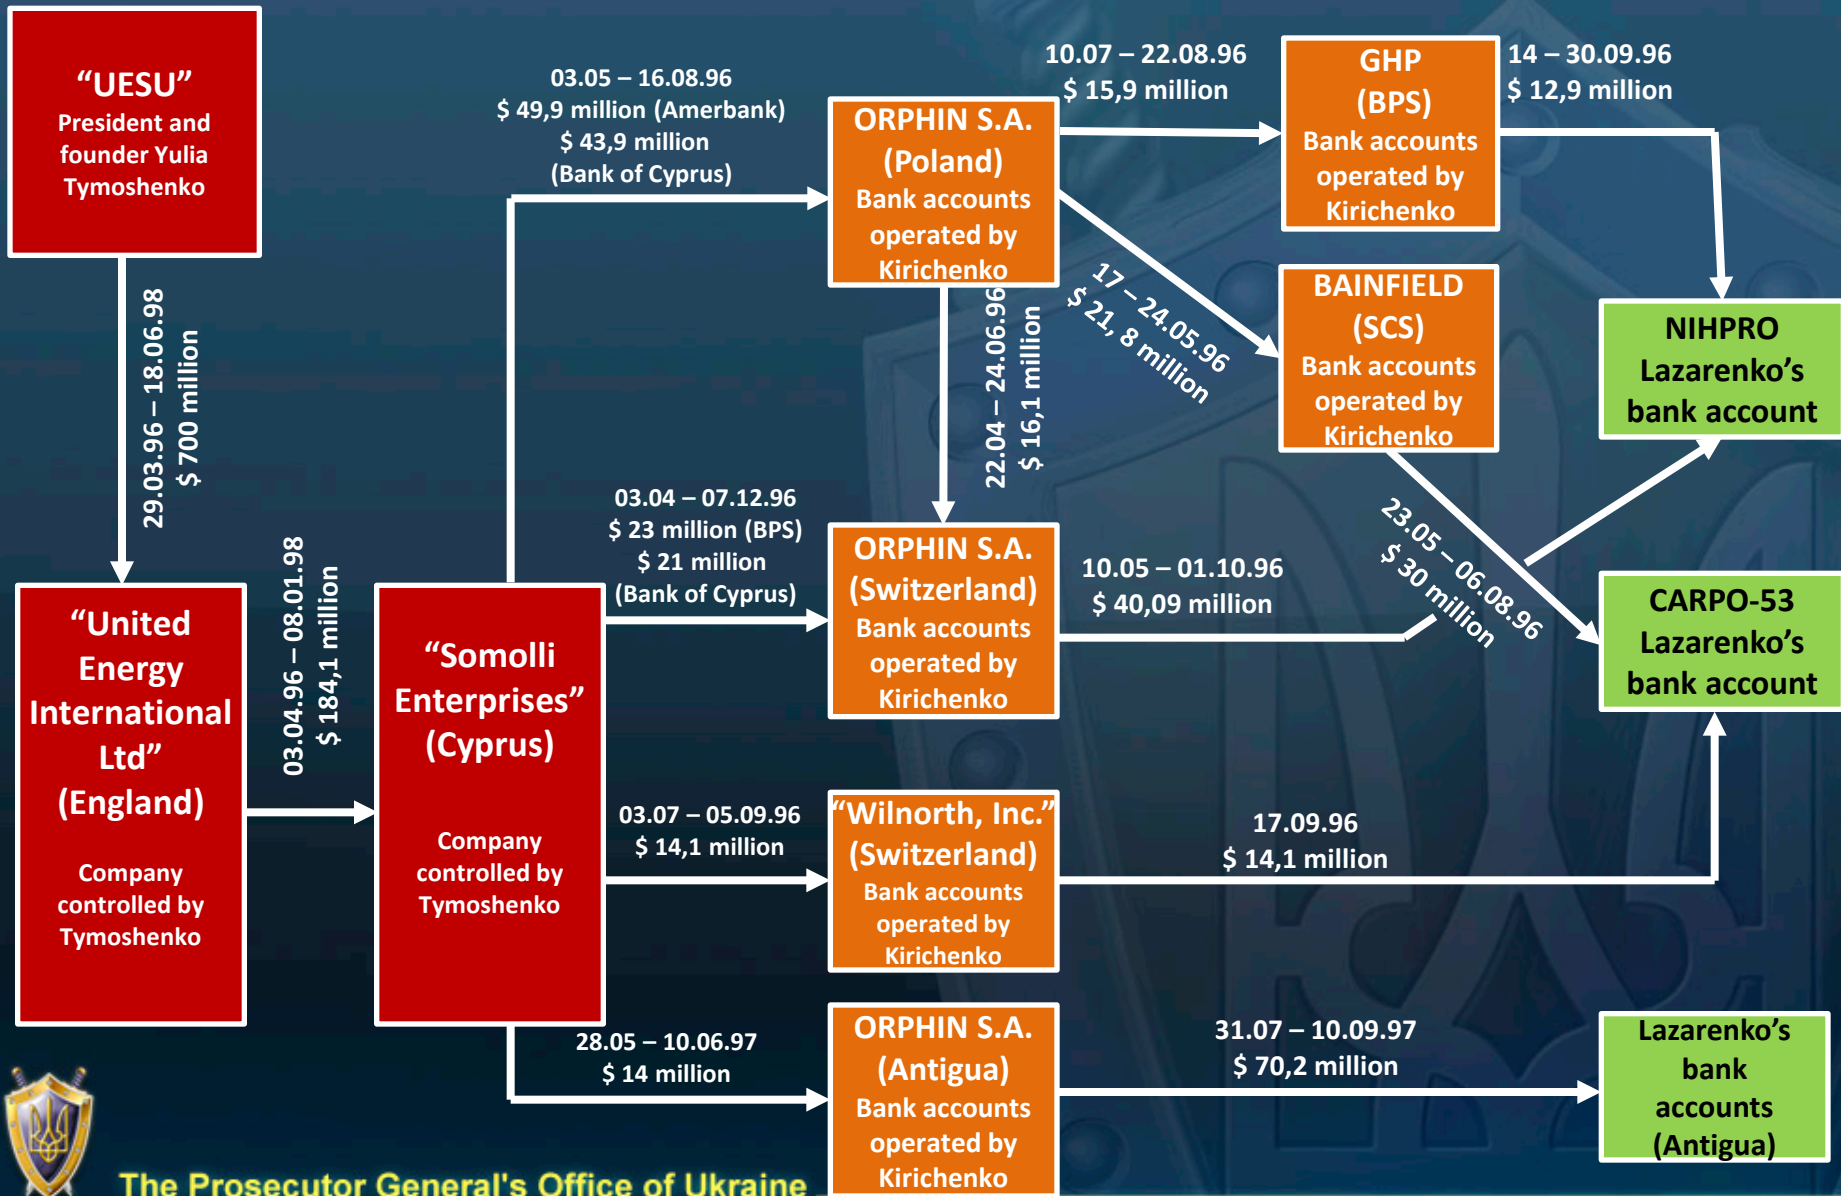 “UESU”
President and
founder Yulia
Tymoshenko
29.03.96 – 18.06.98
$ 700 million
“United
Energy
International
Ltd”
(England)
Company
controlled by
Tymoshenko
03.04.96 – 08.01.98
$ 184,1 million
“Somolli
Enterprises”
(Cyprus)
Company
controlled by
Tymoshenko
03.05 – 16.08.96
$ 49,9 million (Amerbank)
$ 43,9 million
(Bank of Cyprus)
ORPHIN S.A.
(Poland)
Bank accounts
operated by
Kirichenko
10.07 – 22.08.96
$ 15,9 million
GHP
(BPS)
Bank accounts
operated by
Kirichenko
14 – 30.09.96
$ 12,9 million
17 – 24.05.96
$ 21, 8 million
BAINFIELD
(SCS)
Bank accounts
operated by
Kirichenko
NIHPRO
Lazarenko’s
bank account
22.04 – 24.06.96
$ 16,1 million
03.04 – 07.12.96
$ 23 million (BPS)
$ 21 million
(Bank of Cyprus)
ORPHIN S.A.
(Switzerland)
Bank accounts
operated by
Kirichenko
10.05 – 01.10.96
$ 40,09 million
23.05 – 06.08.96
$ 30 million
CARPO-53
Lazarenko’s
bank account
03.07 – 05.09.96
$ 14,1 million
“Wilnorth, Inc.”
(Switzerland)
Bank accounts
operated by
Kirichenko
17.09.96
$ 14,1 million
28.05 – 10.06.97
$ 14 million
ORPHIN S.A.
(Antigua)
Bank accounts
operated by
Kirichenko
31.07 – 10.09.97
$ 70,2 million
Lazarenko’s
bank
accounts
(Antigua)
The Prosecutor General's Office of Ukraine